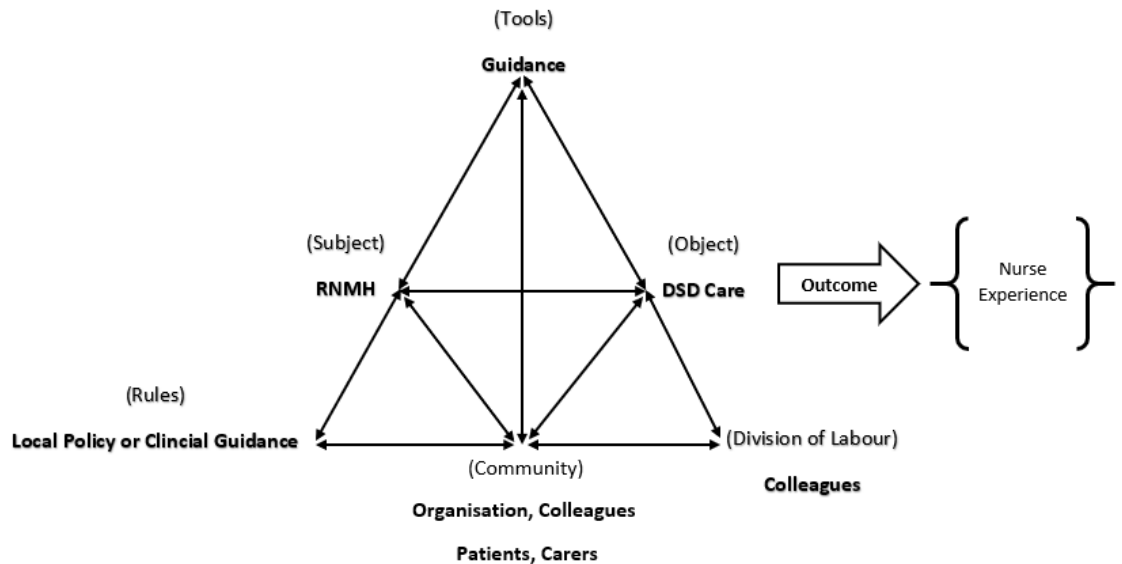 (Tools)
Guidance
(Subject)
RNMH
(Object)
DSD Care
Outcome
Nurse
Experience
(Rules)
Local Policy or Clincial Guidance
(Division of Labour)
Colleagues
(Community)
Organisation, Colleagues
Patients, Carers